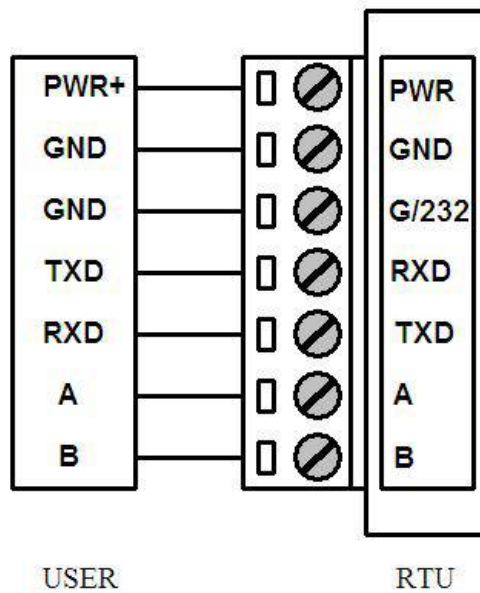 PWR+ PWR
GND GND
GND G/232
TXD RXD
RXD TXD
A A
B B
USER RTU